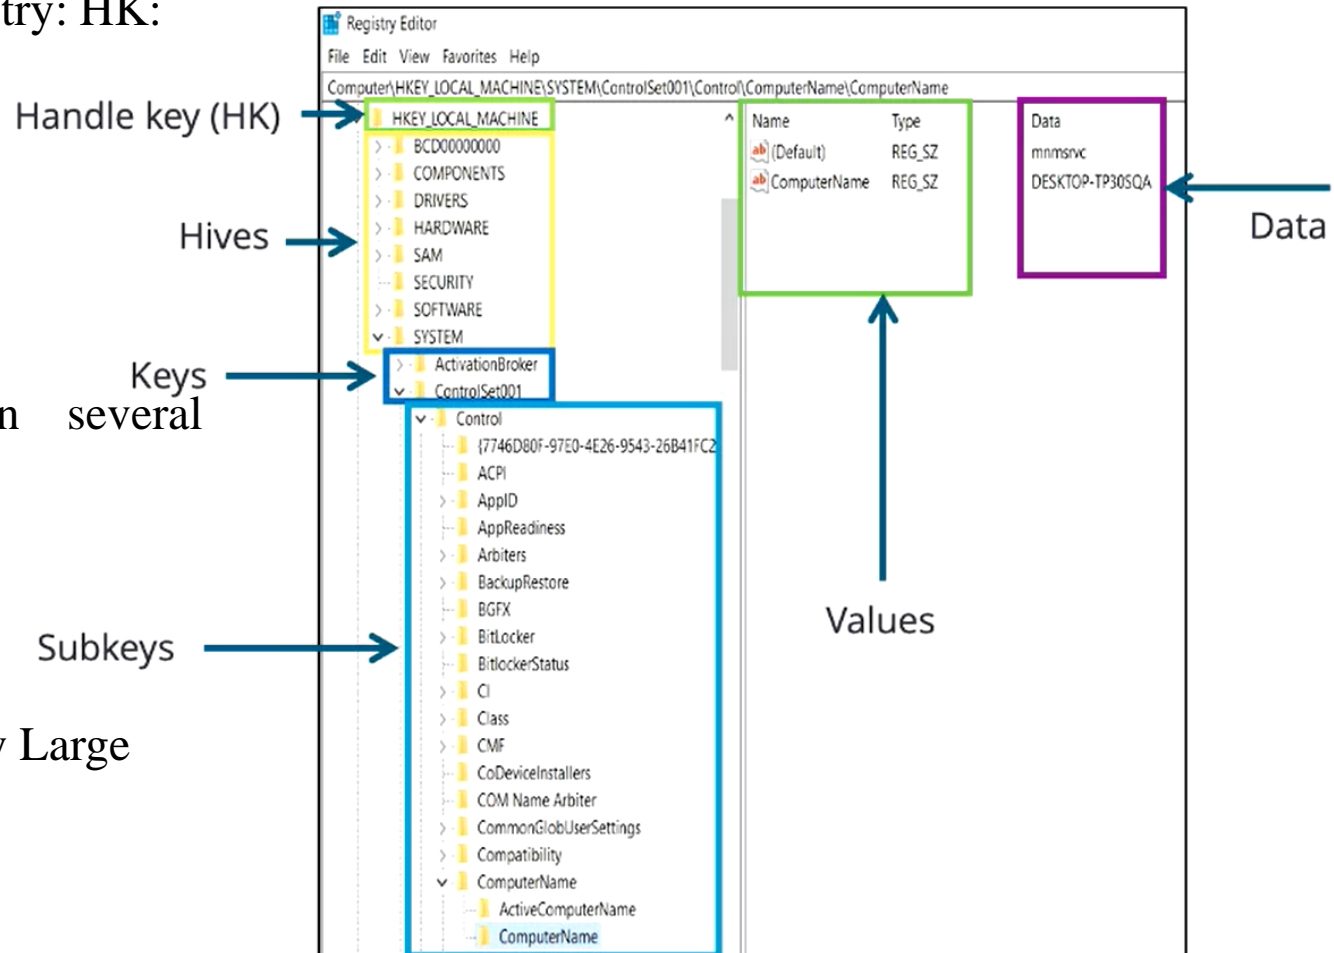 try: HK:
Registry Editor
File Edit View Favorites Help
Computer\HKEY_LOCAL_MACHINE\SYSTEM\ControlSet001\Control\ComputerName\ComputerName
Handle key (HK)
HKEY_LOCAL_MACHINE
BCD00000000
COMPONENTS
DRIVERS
HARDWARE
SAM
SECURITY
SOFTWARE
SYSTEM
Hives
ActivationBroker
ControlSet001
Keys
n several
Control
{7746D80F-97E0-4E26-9543-26B41FC2
ACPI
AppID
AppReadiness
Arbiters
BackupRestore
BGFX
BitLocker
BitlockerStatus
CI
Class
CMF
CoDeviceInstallers
COM Name Arbiter
CommonGlobUserSettings
Compatibility
ComputerName
ActiveComputerName
ComputerName
Subkeys
y Large
Name Type Data
ab (Default) REG_SZ mnmsrvc
ab ComputerName REG_SZ DESKTOP-TP30SQA
Data
Values